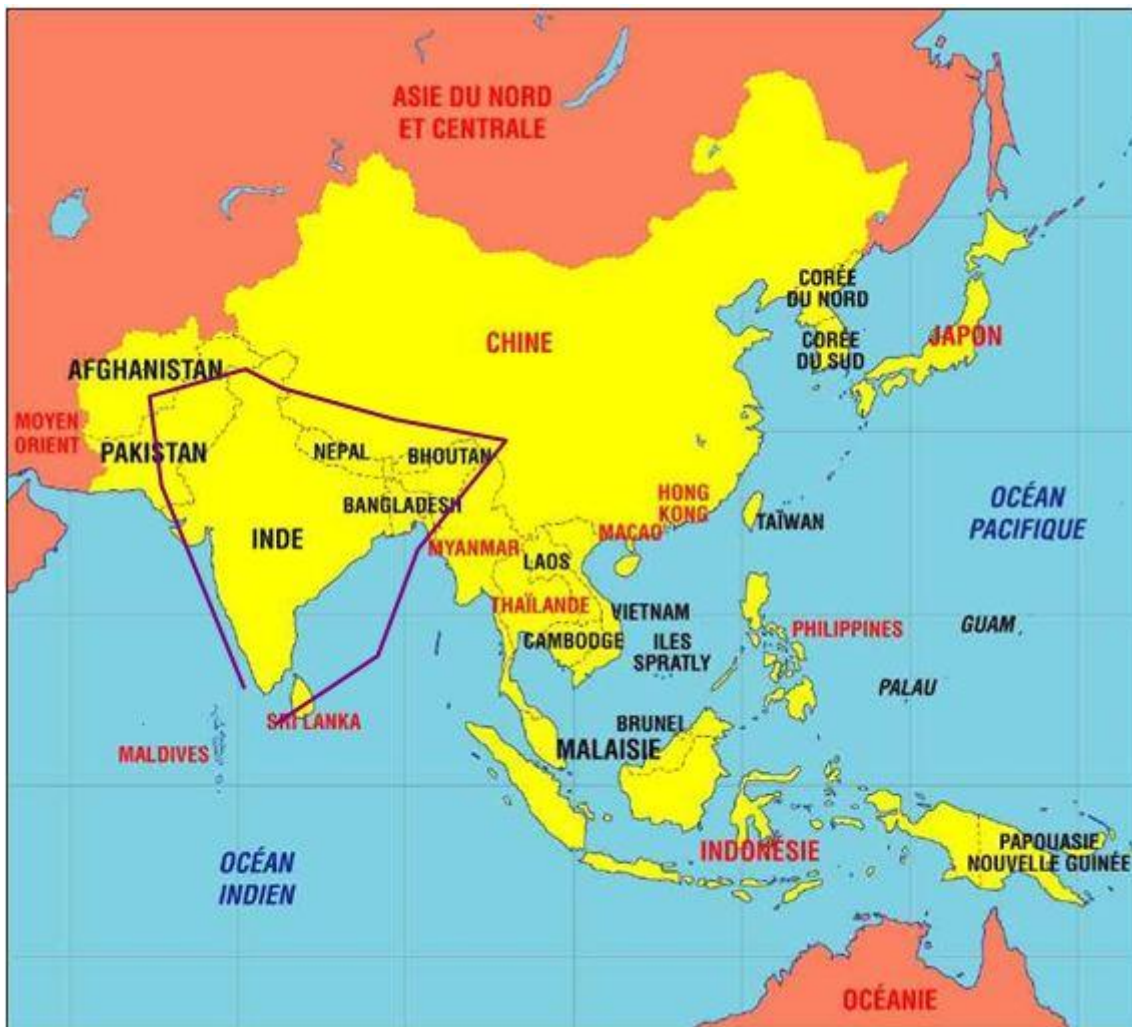 ASIE DU NORD
ET CENTRALE
CORÉE
DU NORD
CHINE
CORÉE
DU SUD
JAPON
AFGHANISTAN
MOYEN
ORIENT
PAKISTAN
NEPAL
BHOUTAN
BANGLADESH
HONG
KONG
OCÉAN
PACIFIQUE
INDE
MYANMAR
MACAO
TAÏWAN
LAOS
THAÏLANDE
VIETNAM
CAMBODGE
ILES
SPRATLY
PHILIPPINES
GUAM
PALAU
SRI LANKA
BRUNEI
MALDIVES
MALAISIE
INDONÉSIE
PAPOUASIE
NOUVELLE GUINÉE
OCÉAN
INDIEN
OCÉANIE